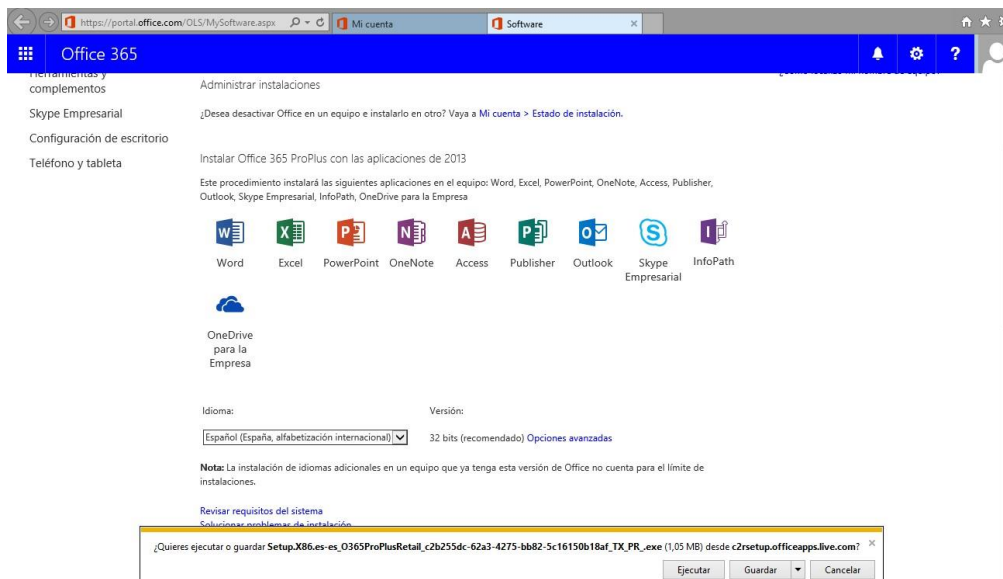 https://portal.office.com/OLS/MySoftware.aspx
Mi cuenta
Software
Office 365
?
Herramientas y
complementos
Skype Empresarial
Configuración de escritorio
Teléfono y tableta
Administrar instalaciones
¿Desea desactivar Office en un equipo e instalarlo en otro? Vaya a Mi cuenta > Estado de instalación.
Instalar Office 365 ProPlus con las aplicaciones de 2013
Este procedimiento instalará las siguientes aplicaciones en el equipo: Word, Excel, PowerPoint, OneNote, Access, Publisher,
Outlook, Skype Empresarial, InfoPath, OneDrive para la Empresa
Word
Excel
PowerPoint
OneNote
Access
Publisher
Outlook
Skype
Empresarial
InfoPath
OneDrive
para la
Empresa
Idioma:
Versión:
Español (España, alfabetización internacional)
32 bits (recomendado) Opciones avanzadas
Nota: La instalación de idiomas adicionales en un equipo que ya tenga esta versión de Office no cuenta para el límite de
instalaciones.
Revisar requisitos del sistema
Solucionar problemas de instalación
¿Quieres ejecutar o guardar Setup.X86.es-es_O365ProPlusRetail_c2b255dc-62a3-4275-bb82-5c16150b18af_TX_PR_.exe (1,05 MB) desde c2rsetup.officeapps.live.com?
Ejecutar
Guardar
Cancelar